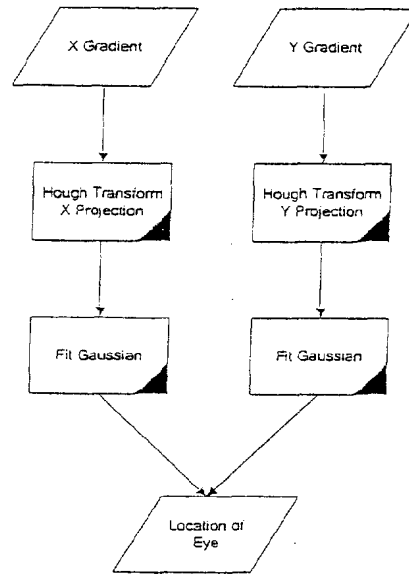 X Gradient
Y Gradient
Hough Transform
X Projection
Hough Transform
Y Projection
Fit Gaussian
Fit Gaussian
Location of
Eye